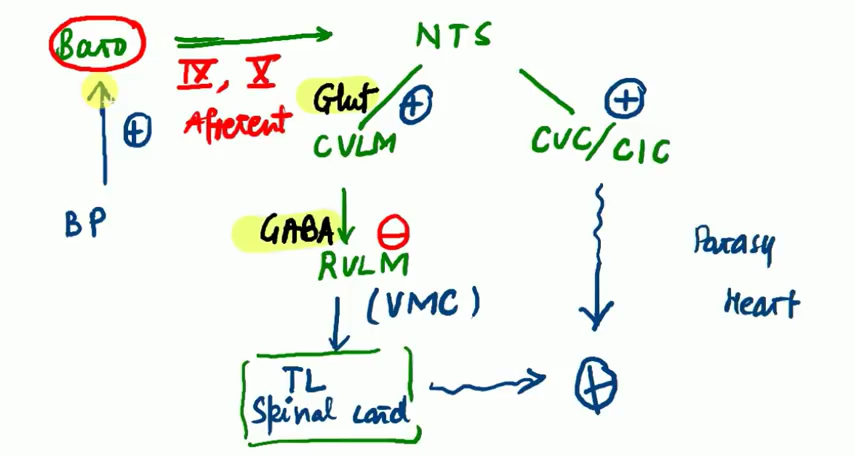 Baro
NTS
IX, X
Glut
+
+
Afferent
CVLM
CVC/CIC
+
BP
GABA
-
RVLM
Parasy
(VMC)
Heart
TL
+
Spinal Cord